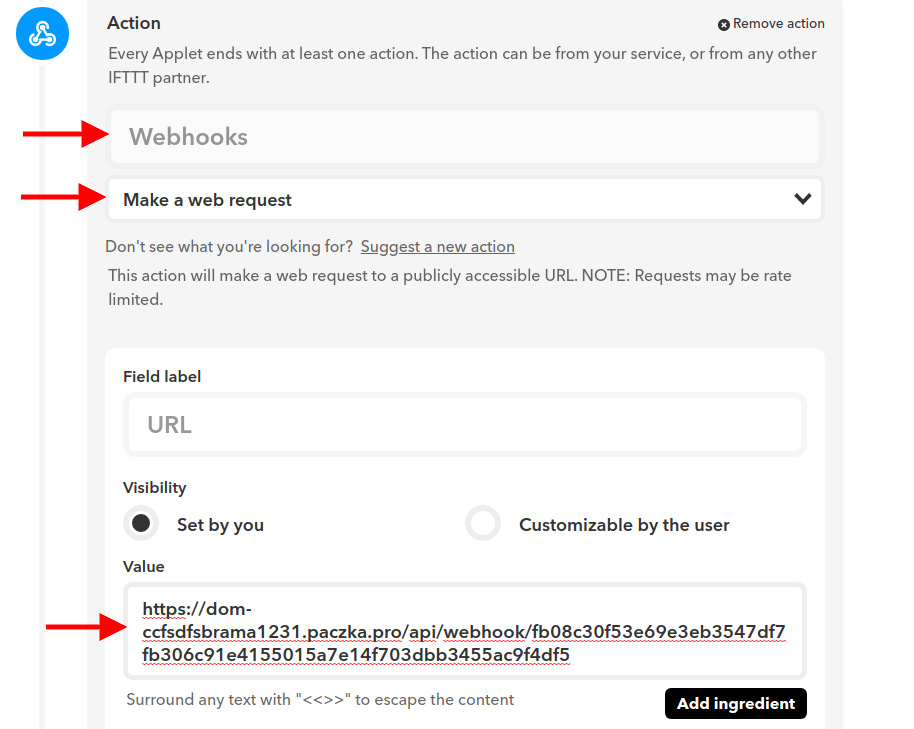 Action
Remove action
Every Applet ends with at least one action. The action can be from your service, or from any other
IFTTT partner.
Webhooks
Make a web request
Don't see what you're looking for? Suggest a new action
This action will make a web request to a publicly accessible URL. NOTE: Requests may be rate
limited.
Field label
URL
Visibility
Set by you
Customizable by the user
Value
https://dom-
ccfsdfsbrama1231.paczka.pro/api/webhook/fb08c30f53e69e3eb3547df7
fb306c91e4155015a7e14f703dbb3455ac9f4df5
Surround any text with "<<>>" to escape the content
Add ingredient